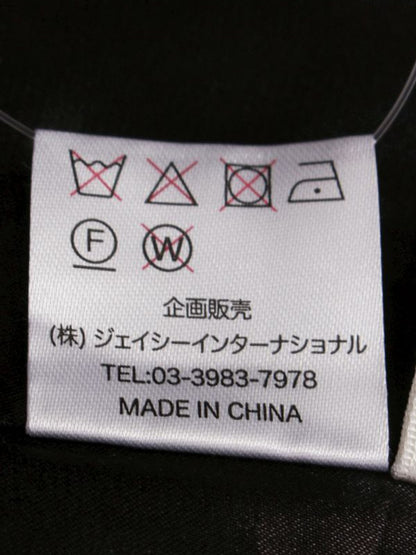 F W
企画販売
(株) ジェイシーインターナショナル
TEL:03-3983-7978
MADE IN CHINA